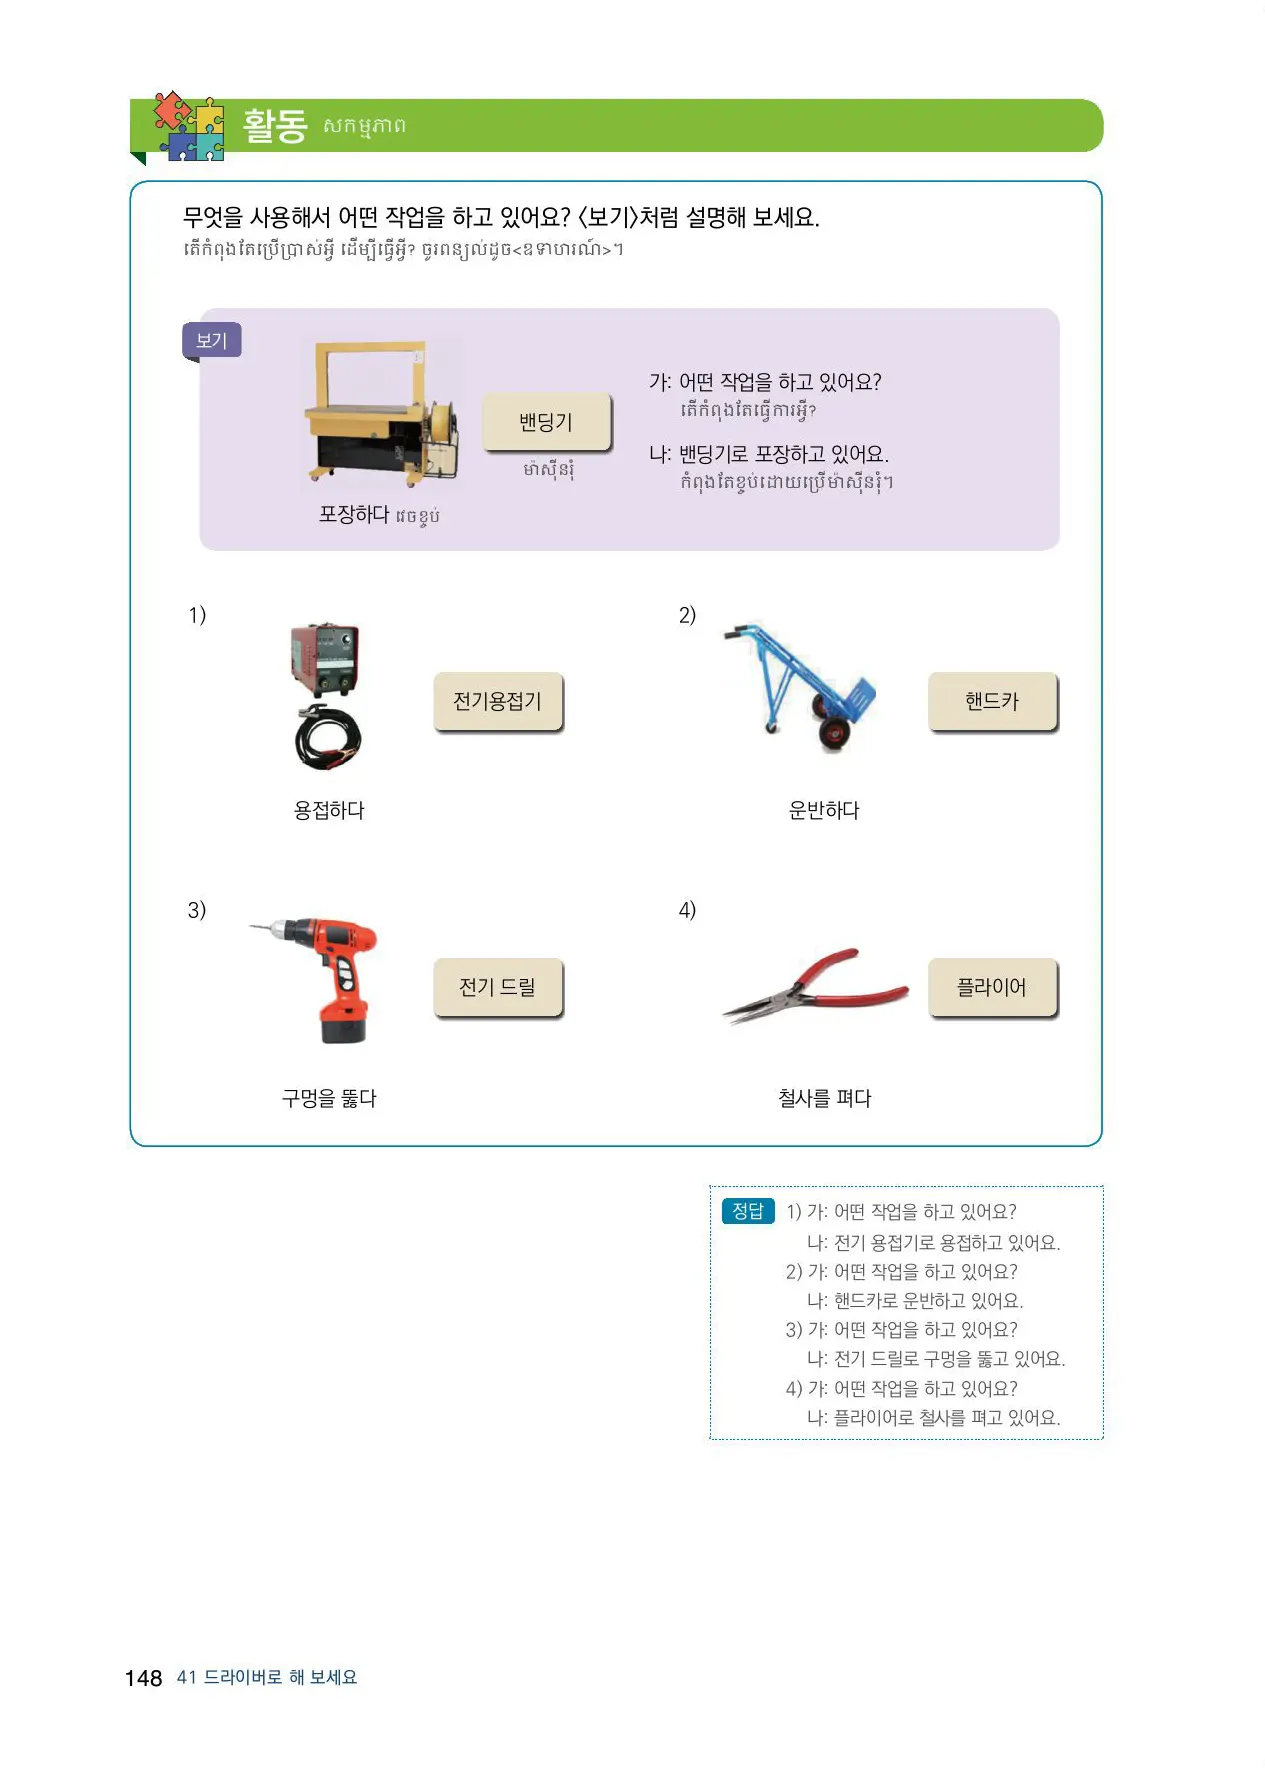 활동 សកម្មភាព
무엇을 사용해서 어떤 작업을 하고 있어요? 〈보기〉처럼 설명해 보세요.
តើកំពុងតែប្រើប្រាស់អ្វី ដើម្បីធ្វើអ្វី? ចូរពន្យល់ដូច<ឧទាហរណ៍>។
보기
밴딩기
ម៉ាស៊ីនរុំ
포장하다 វេចខ្ចប់
가: 어떤 작업을 하고 있어요?
តើកំពុងតែធ្វើការអ្វី?
나: 밴딩기로 포장하고 있어요.
កំពុងតែខ្ចប់ដោយប្រើម៉ាស៊ីនរុំ។
1)
전기용접기
용접하다
2)
핸드카
운반하다
3)
전기 드릴
구멍을 뚫다
4)
플라이어
철사를 펴다
정답 1) 가: 어떤 작업을 하고 있어요?
나: 전기 용접기로 용접하고 있어요.
2) 가: 어떤 작업을 하고 있어요?
나: 핸드카로 운반하고 있어요.
3) 가: 어떤 작업을 하고 있어요?
나: 전기 드릴로 구멍을 뚫고 있어요.
4) 가: 어떤 작업을 하고 있어요?
나: 플라이어로 철사를 펴고 있어요.
148 41 드라이버로 해 보세요